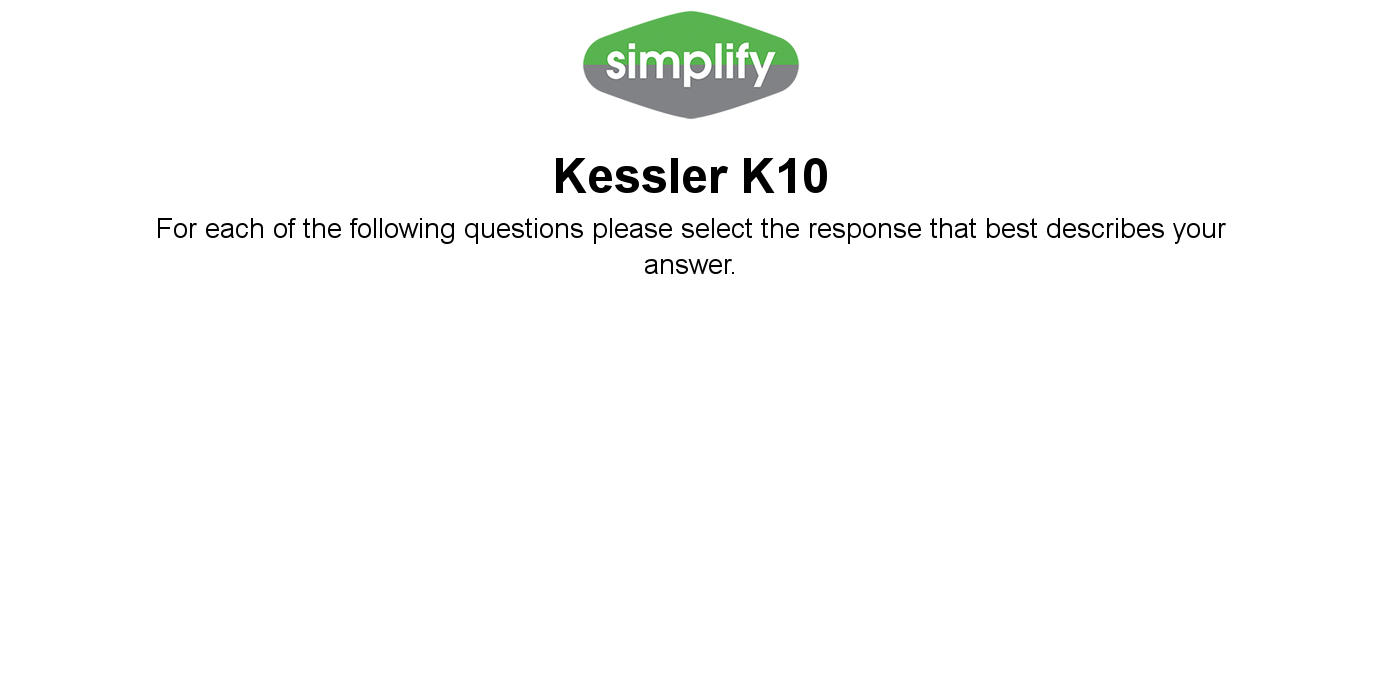 simplify
Kessler K10
For each of the following questions please select the response that best describes your
answer.